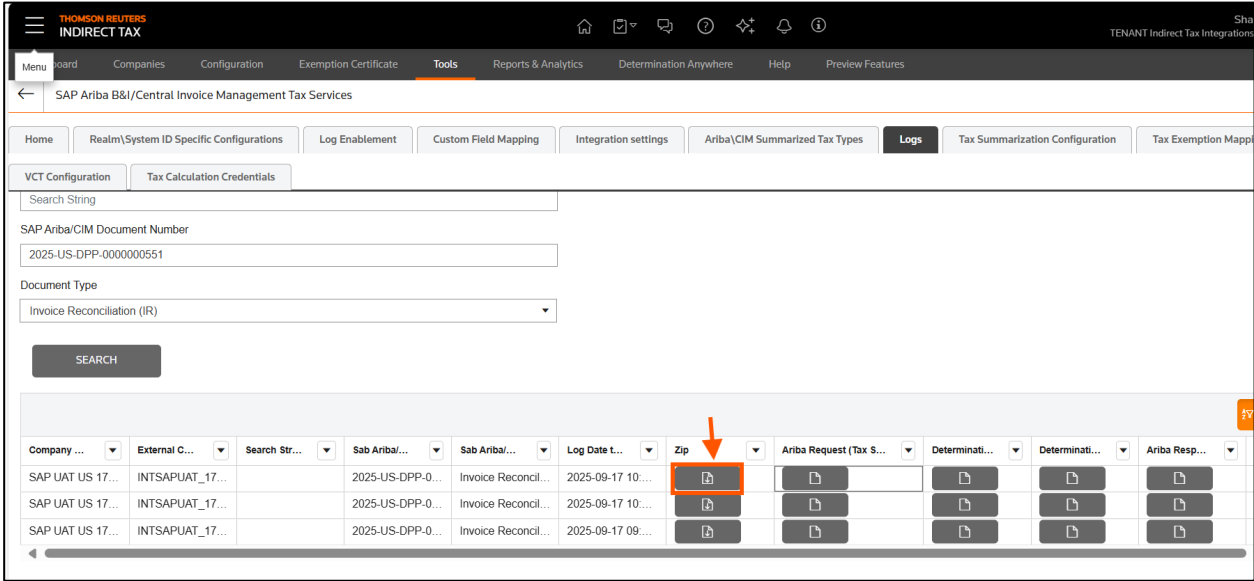 THOMSON REUTERS
INDIRECT TAX
Sha
TENANT Indirect Tax Integrations
Menu
oard Companies Configuration Exemption Certificate Tools Reports & Analytics Determination Anywhere Help Preview Features
SAP Ariba B&I/Central Invoice Management Tax Services
Home Realm\System ID Specific Configurations Log Enablement Custom Field Mapping Integration settings Ariba\CIM Summarized Tax Types Logs Tax Summarization Configuration Tax Exemption Mappi
VCT Configuration Tax Calculation Credentials
Search String
SAP Ariba/CIM Document Number
2025-US-DPP-0000000551
Document Type
Invoice Reconciliation (IR)
SEARCH
Company ... External C... Search Str... Sab Ariba/... Sab Ariba/... Log Date t... Zip Ariba Request (Tax S... Determinati... Determinati... Ariba Resp...
SAP UAT US 17... INTSAPUAT_17... 2025-US-DPP-0... Invoice Reconcil... 2025-09-17 10:...
SAP UAT US 17... INTSAPUAT_17... 2025-US-DPP-0... Invoice Reconcil... 2025-09-17 10:...
SAP UAT US 17... INTSAPUAT_17... 2025-US-DPP-0... Invoice Reconcil... 2025-09-17 09:...